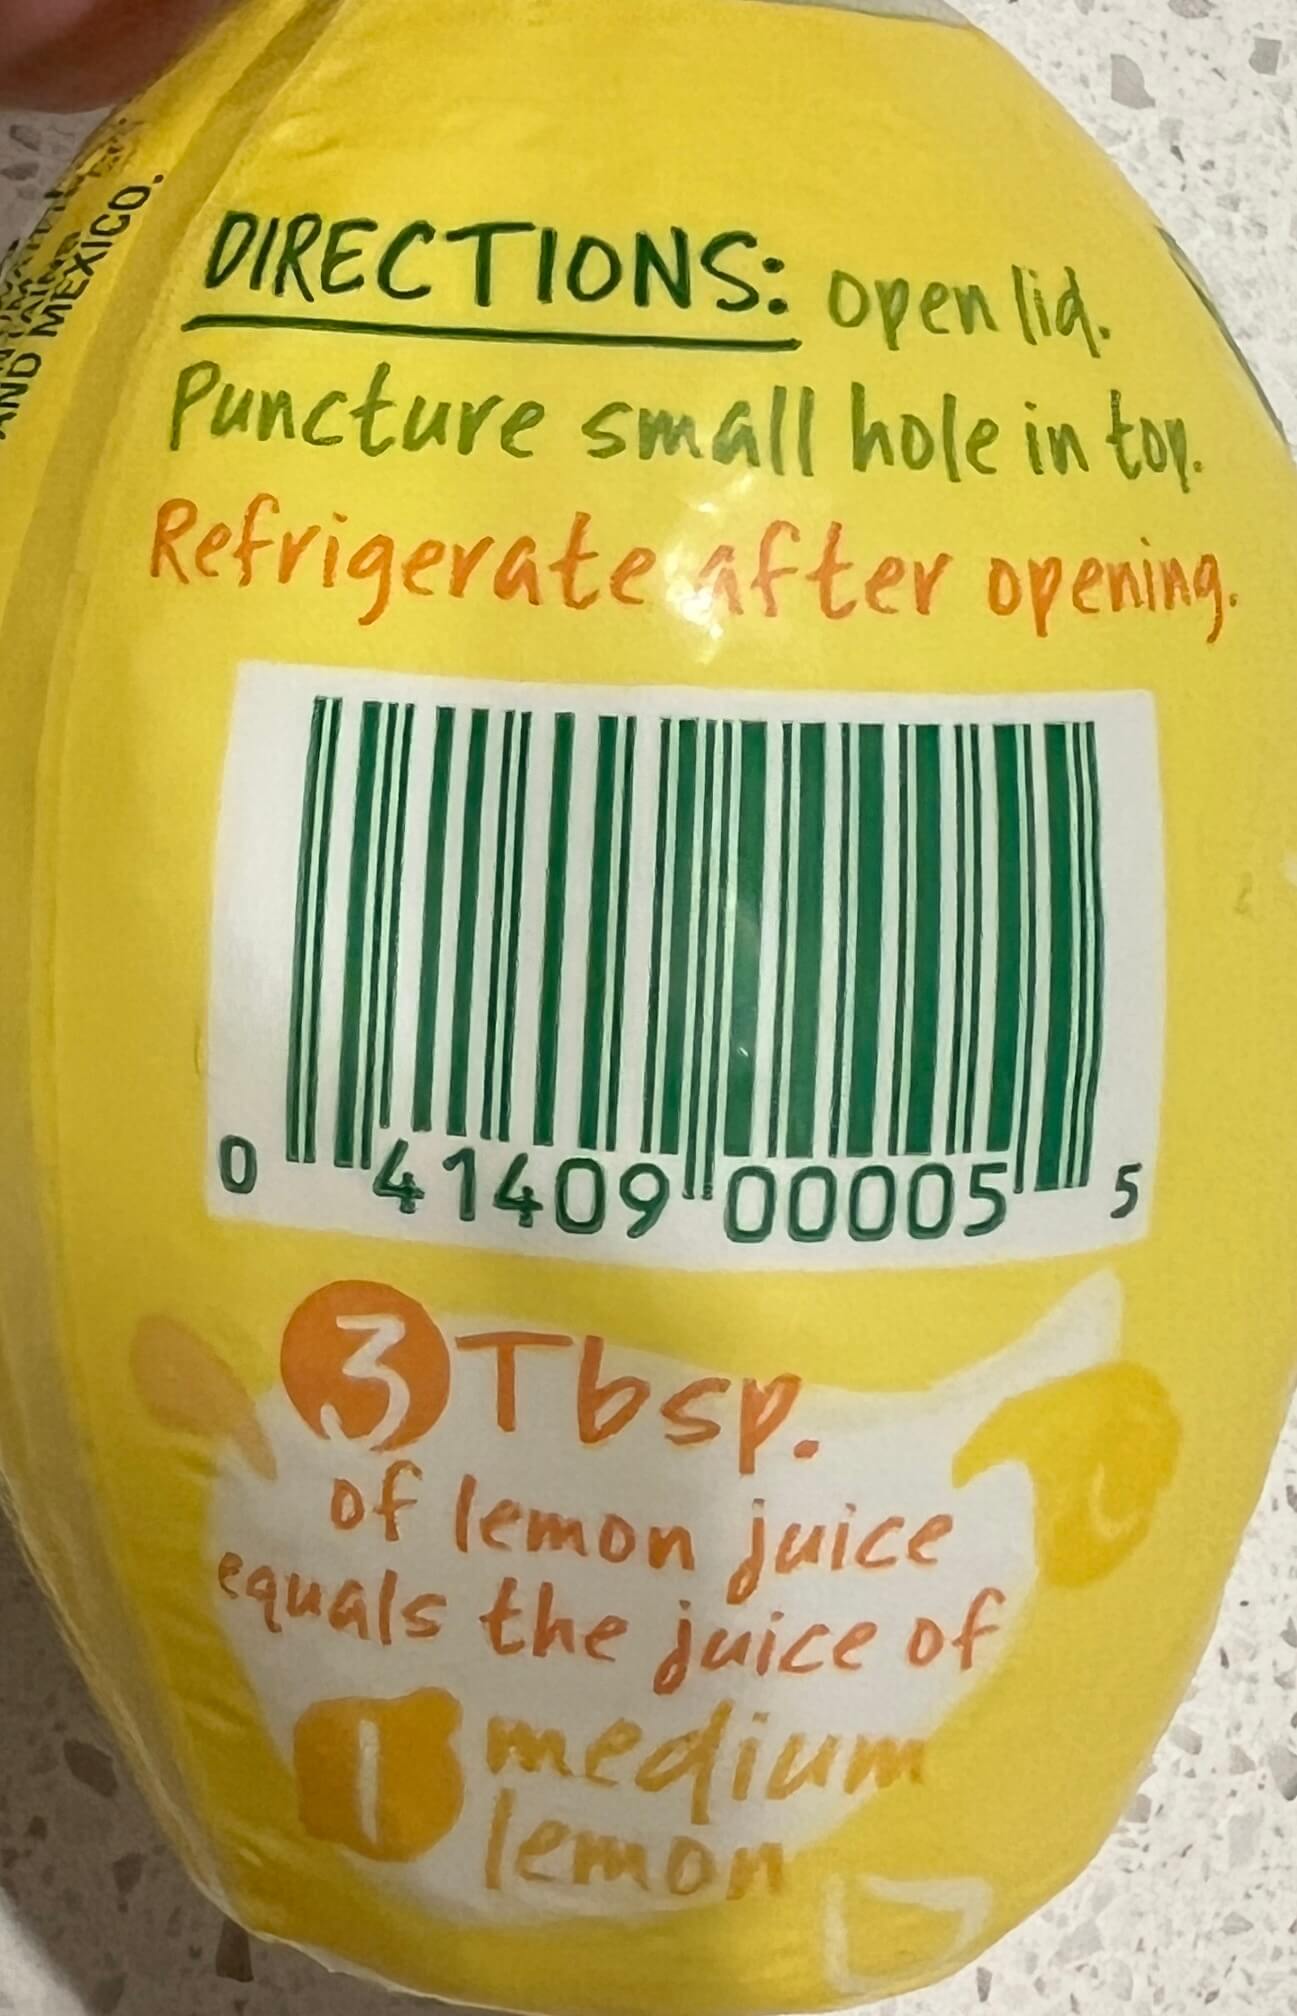 AND MEXICO.
DIRECTIONS: open lid.
Puncture small hole in top.
Refrigerate after opening.
0 41409 00005 5
3 Tbsp.
of lemon juice
equals the juice of
1 medium
lemon